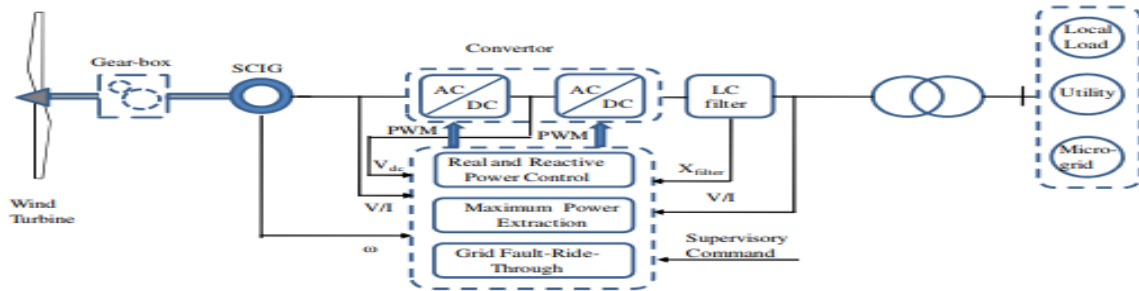 Gear-box
SCIG
Convertor
AC
DC
AC
DC
LC
filter
Local
Load
Utility
Micro-
grid
PWM
PWM
Vdc
V/I
ω
Real and Reactive
Power Control
Maximum Power
Extraction
Grid Fault-Ride-
Through
Xfilter
V/I
Supervisory
Command
Wind
Turbine